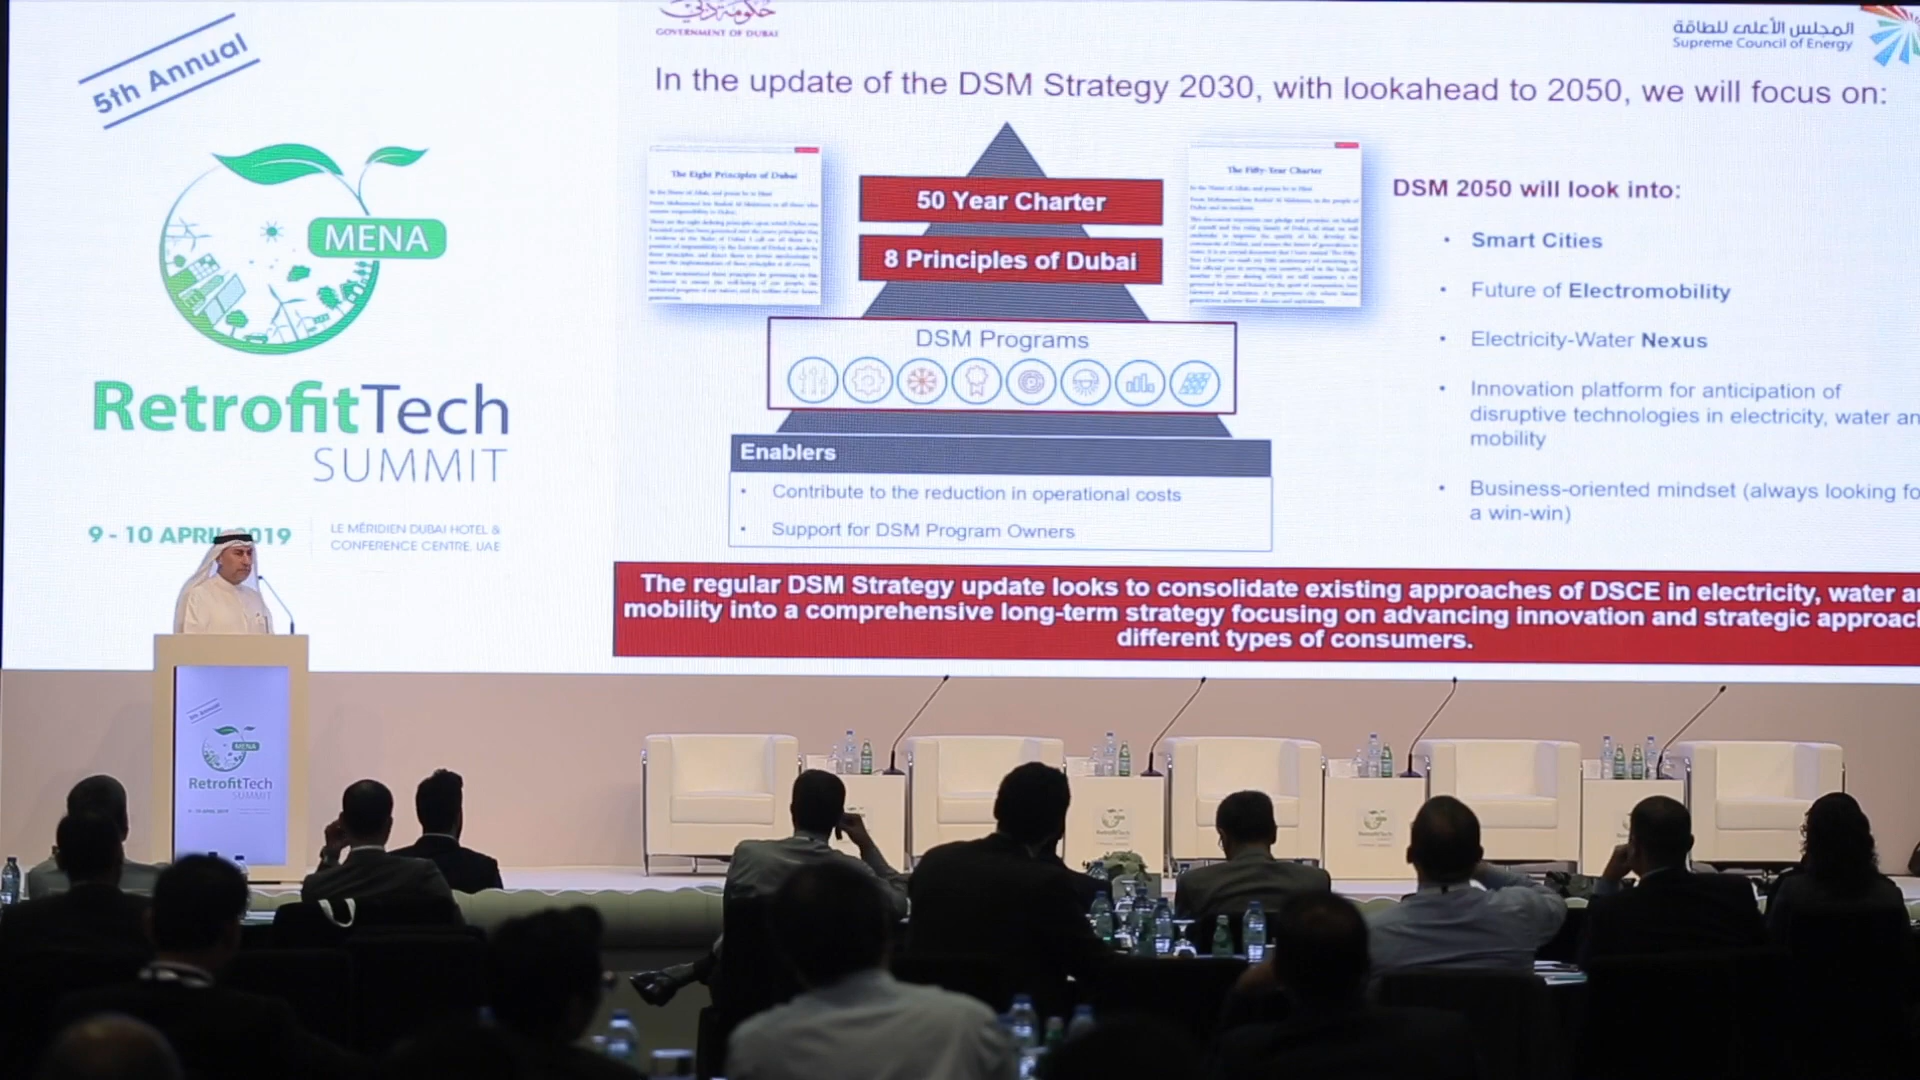 5th Annual
MENA
RetrofitTech
SUMMIT
9 - 10 APRIL 2019
LE MÉRIDIEN DUBAI HOTEL &
CONFERENCE CENTRE, UAE
حكومة دبي
GOVERNMENT OF DUBAI
المجلس الأعلى للطاقة
Supreme Council of Energy
In the update of the DSM Strategy 2030, with lookahead to 2050, we will focus on:
The Eight Principles of Dubai
50 Year Charter
8 Principles of Dubai
The Fifty-Year Charter
DSM Programs
Enablers
• Contribute to the reduction in operational costs
• Support for DSM Program Owners
DSM 2050 will look into:
• Smart Cities
• Future of Electromobility
• Electricity-Water Nexus
• Innovation platform for anticipation of
disruptive technologies in electricity, water an
mobility
• Business-oriented mindset (always looking fo
a win-win)
The regular DSM Strategy update looks to consolidate existing approaches of DSCE in electricity, water a
mobility into a comprehensive long-term strategy focusing on advancing innovation and strategic approac
different types of consumers.
5th Annual
MENA
RetrofitTech
SUMMIT
RetrofitTech
RetrofitTech